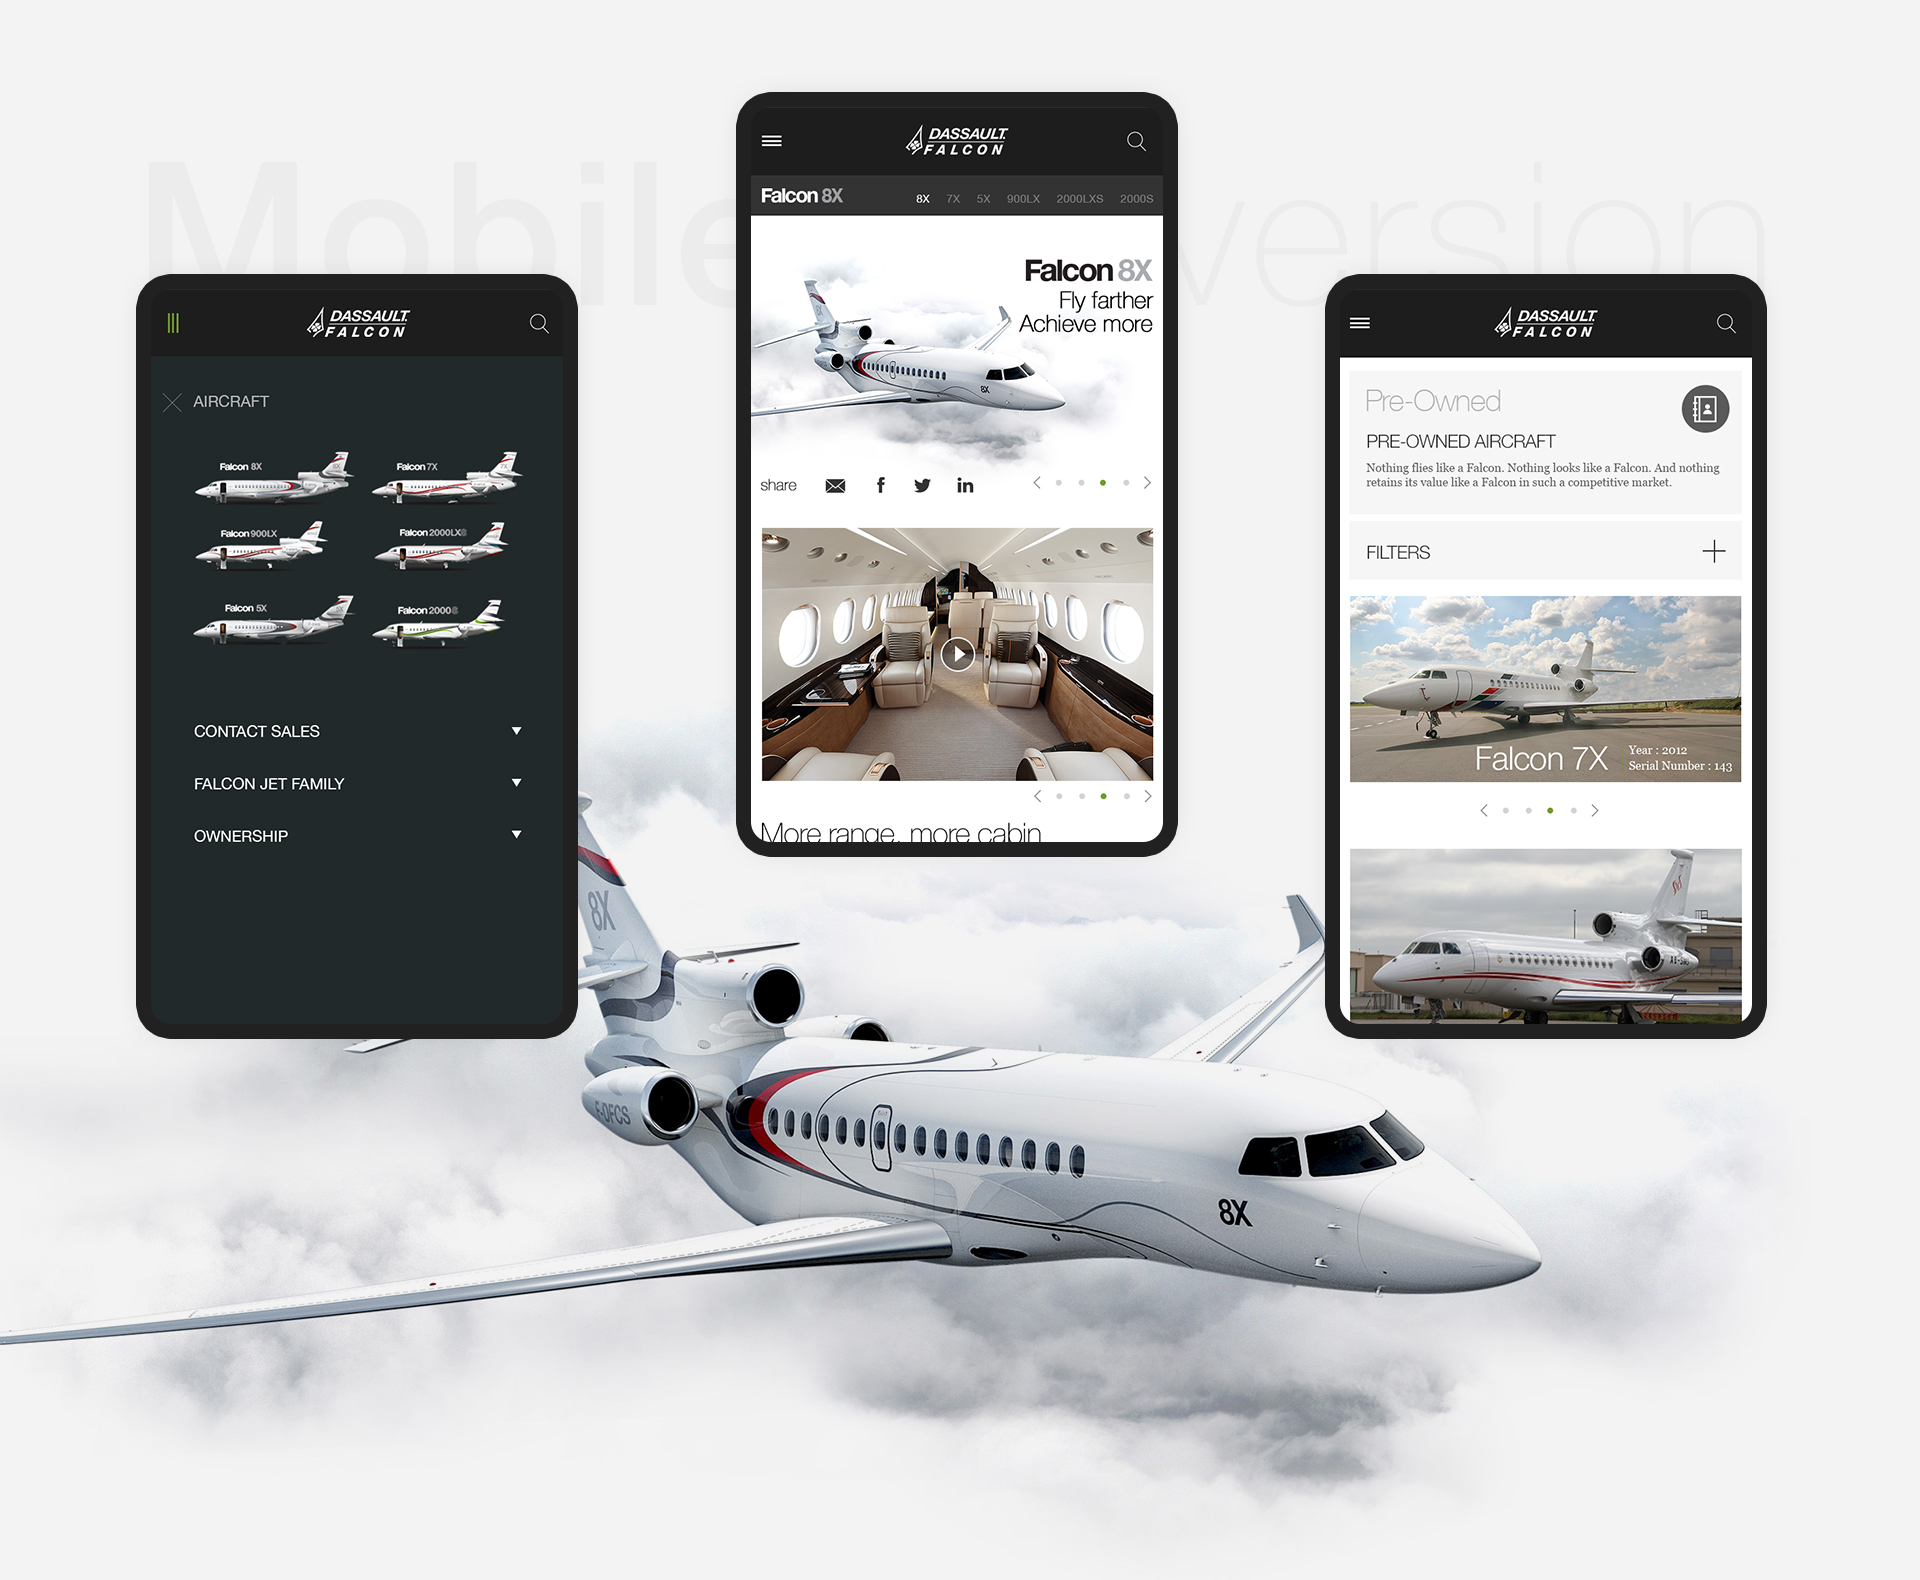 Mobile version
DASSAULT
FALCON
AIRCRAFT
Falcon 8X
Falcon 7X
Falcon 900LX
Falcon 2000LXS
Falcon 5X
Falcon 2000S
CONTACT SALES
FALCON JET FAMILY
OWNERSHIP
DASSAULT
FALCON
Falcon 8X
8X 7X 5X 900LX 2000LXS 2000S
Falcon 8X
Fly farther
Achieve more
8X
share
More range, more cabin
DASSAULT
FALCON
Pre-Owned
PRE-OWNED AIRCRAFT
Nothing flies like a Falcon. Nothing looks like a Falcon. And nothing
retains its value like a Falcon in such a competitive market.
FILTERS
Falcon 7X
Year : 2012
Serial Number : 143
8X
F-DFCS
8X